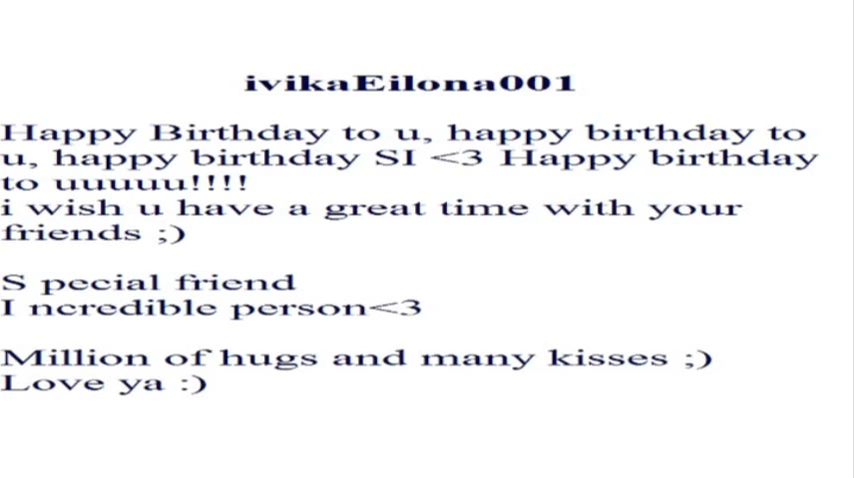 ivikaEilona001
Happy Birthday to u, happy birthday to
u, happy birthday SI <3 Happy birthday
to uuuuu!!!!
i wish u have a great time with your
friends ;)
S pecial friend
I ncredible person<3
Million of hugs and many kisses ;)
Love ya :)